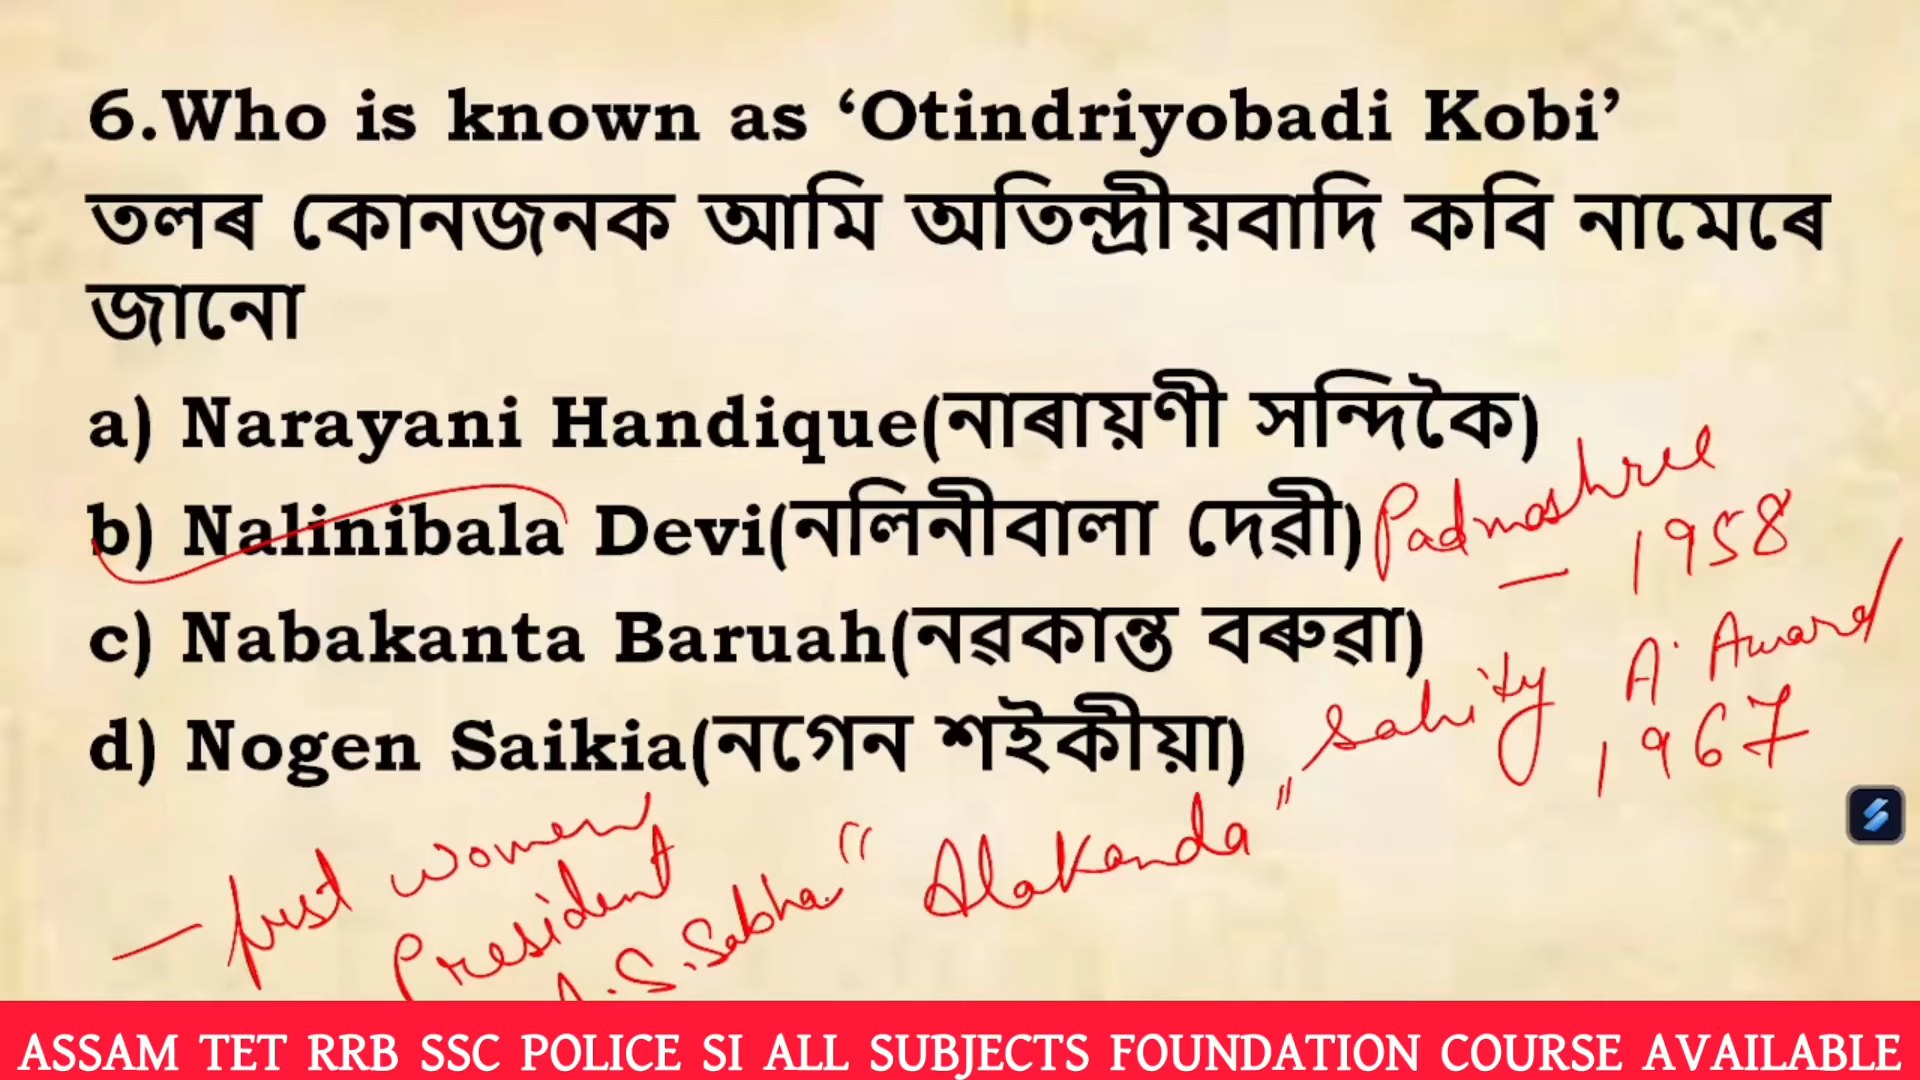 6.Who is known as ‘Otindriyobadi Kobi’
তলৰ কোনজনক আমি অতিন্দ্রীয়বাদি কবি নামেৰে
জানো
a) Narayani Handique(নাৰায়ণী সন্দিকৈ)
b) Nalinibala Devi(নলিনীবালা দেৱী) Padmashree
— 1958
c) Nabakanta Baruah(নৱকান্ত বৰুৱা)
Sahity A. Award
1967
d) Nogen Saikia(নগেন শইকীয়া)
— first women
President
A.S.Sabha. "Alakanda"
ASSAM TET RRB SSC POLICE SI ALL SUBJECTS FOUNDATION COURSE AVAILABLE